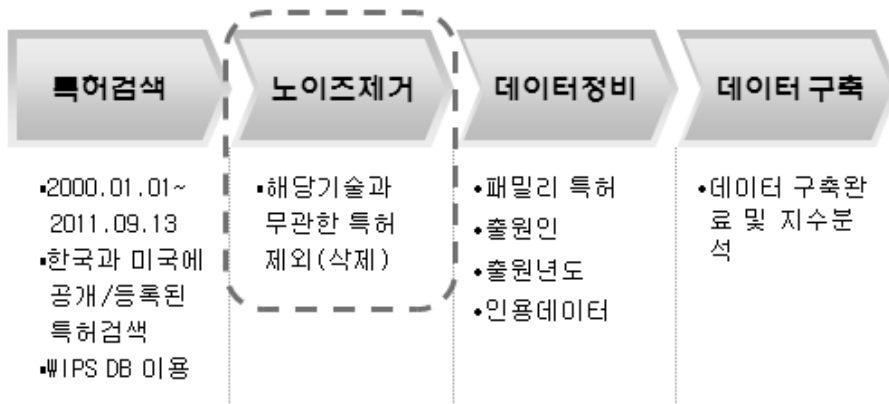 특허검색
노이즈제거
데이터정비
데이터 구축
▪2000.01.01~
2011.09.13
▪한국과 미국에
공개/등록된
특허검색
▪WIPS DB 이용
▪해당기술과
무관한 특허
제외(삭제)
•패밀리 특허
•출원인
•출원년도
•인용데이터
•데이터 구축완
료 및 지수분
석